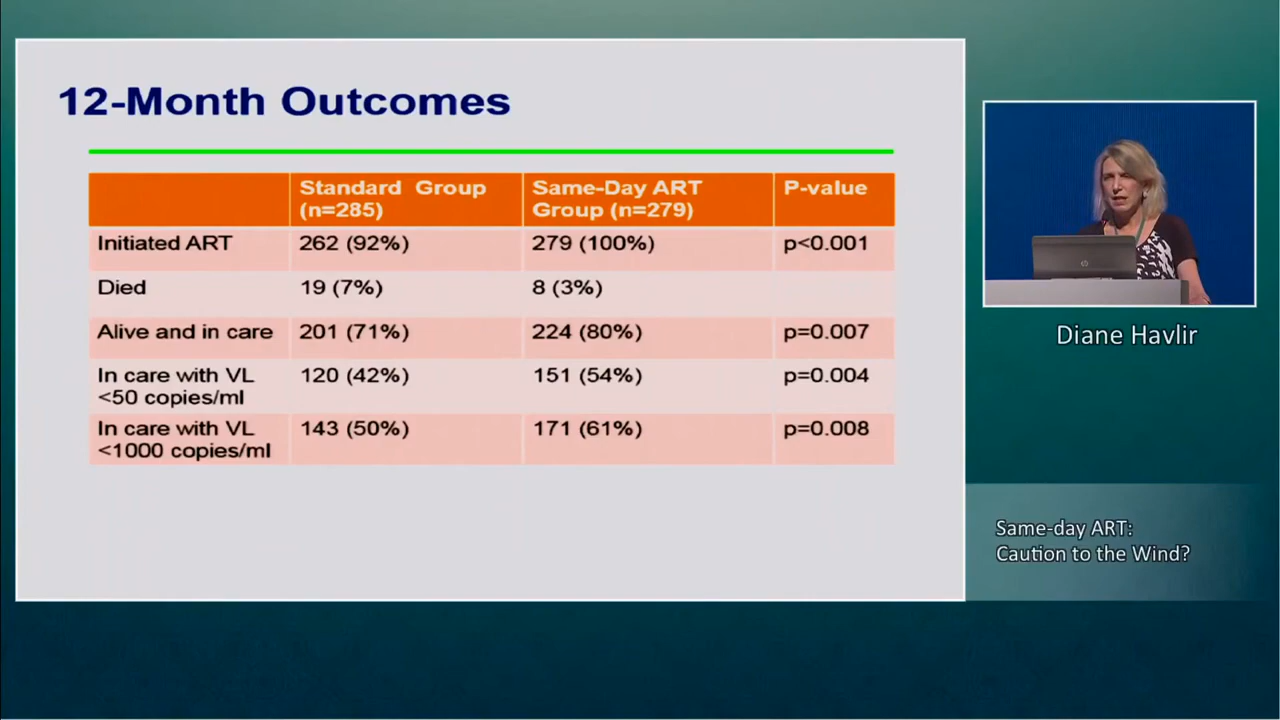 12-Month Outcomes
Standard Group (n=285)
Same-Day ART Group (n=279)
P-value
Initiated ART 262 (92%) 279 (100%) p<0.001
Died 19 (7%) 8 (3%)
Alive and in care 201 (71%) 224 (80%) p=0.007
In care with VL <50 copies/ml 120 (42%) 151 (54%) p=0.004
In care with VL <1000 copies/ml 143 (50%) 171 (61%) p=0.008
Diane Havlir
Same-day ART:
Caution to the Wind?